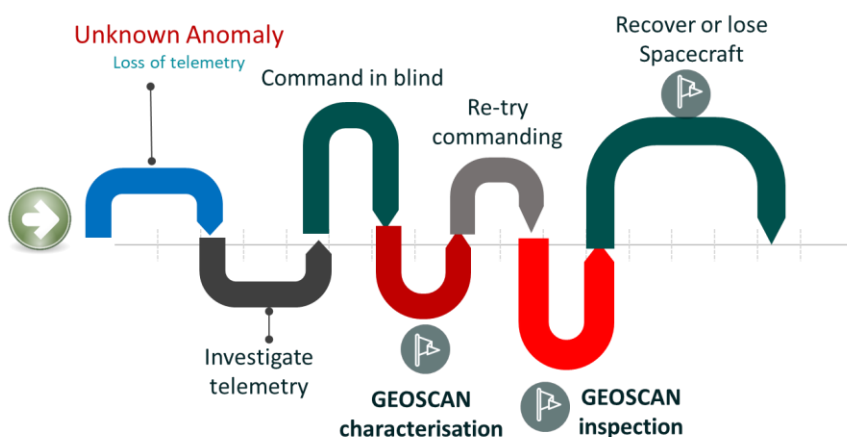 Unknown Anomaly
Loss of telemetry
Investigate
telemetry
Command in blind
GEOSCAN
characterisation
Re-try
commanding
GEOSCAN
inspection
Recover or lose
Spacecraft